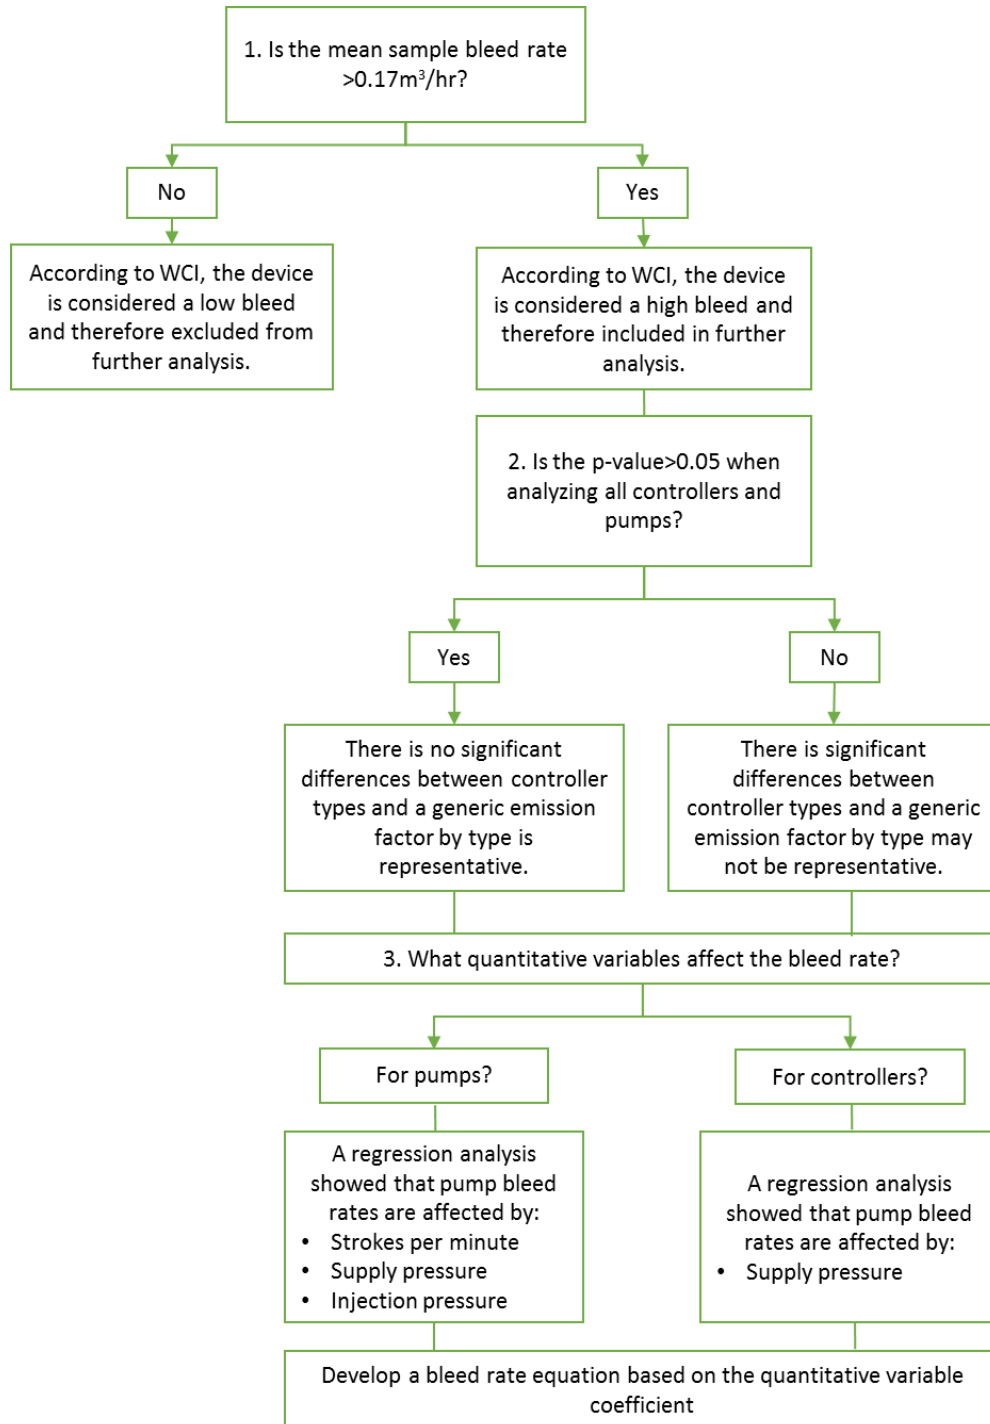 1. Is the mean sample bleed rate
>0.17m³/hr?
No
Yes
According to WCI, the device
is considered a low bleed
and therefore excluded from
further analysis.
According to WCI, the device
is considered a high bleed and
therefore included in further
analysis.
2. Is the p-value>0.05 when
analyzing all controllers and
pumps?
Yes
No
There is no significant
differences between controller
types and a generic emission
factor by type is
representative.
There is significant
differences between
controller types and a generic
emission factor by type may
not be representative.
3. What quantitative variables affect the bleed rate?
For pumps?
For controllers?
A regression analysis
showed that pump bleed
rates are affected by:
• Strokes per minute
• Supply pressure
• Injection pressure
A regression analysis
showed that pump bleed
rates are affected by:
• Supply pressure
Develop a bleed rate equation based on the quantitative variable
coefficient